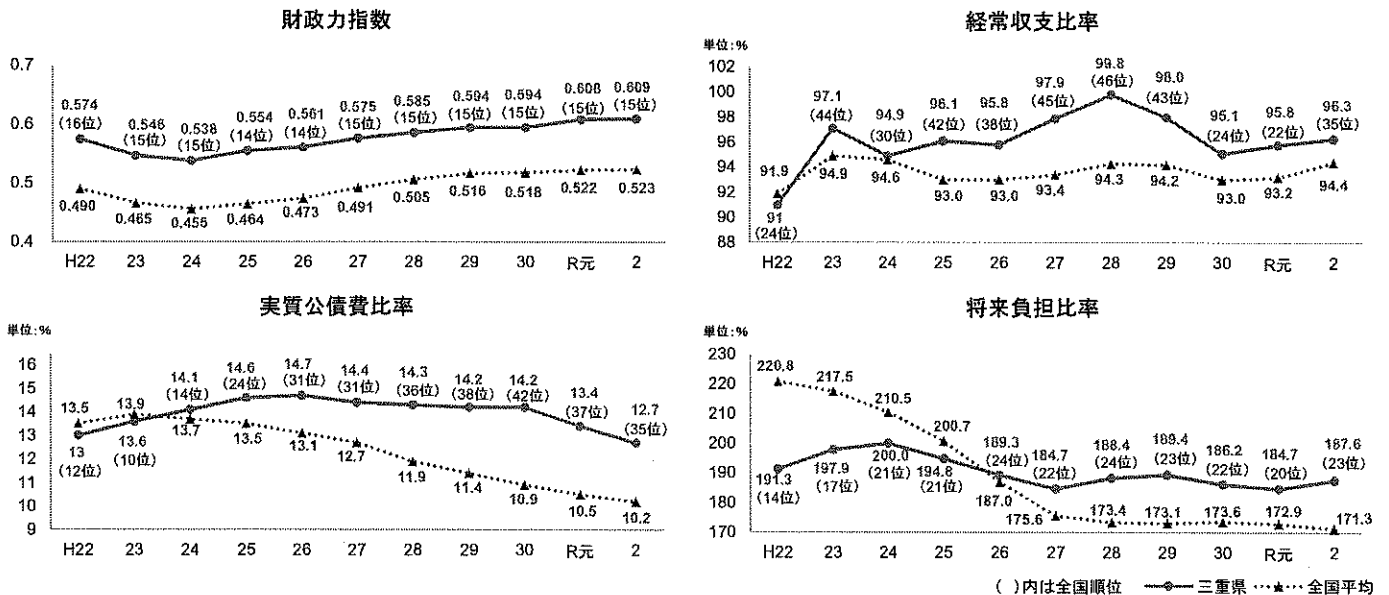 財政力指数
0.7
0.6
0.5
0.4
0.574
(16位)
0.546
(15位)
0.538
(15位)
0.554
(14位)
0.561
(14位)
0.575
(15位)
0.585
(15位)
0.594
(15位)
0.594
(15位)
0.608
(15位)
0.609
(15位)
0.490
0.465
0.455
0.464
0.473
0.491
0.505
0.516
0.518
0.522
0.523
H22 23 24 25 26 27 28 29 30 R元 2
経常収支比率
単位:%
102
100
98
96
94
92
90
88
91.9
91
(24位)
97.1
(44位)
94.9
94.9
(30位)
94.6
96.1
(42位)
93.0
95.8
(38位)
93.0
97.9
(45位)
93.4
99.8
(46位)
94.3
98.0
(43位)
94.2
95.1
(24位)
93.0
95.8
(22位)
93.2
96.3
(35位)
94.4
H22 23 24 25 26 27 28 29 30 R元 2
実質公債費比率
単位:%
16
15
14
13
12
11
10
9
13.5
13
(12位)
13.9
13.6
(10位)
14.1
(14位)
13.7
14.6
(24位)
13.5
14.7
(31位)
13.1
14.4
(31位)
12.7
14.3
(36位)
11.9
14.2
(38位)
11.4
14.2
(42位)
10.9
13.4
(37位)
10.5
12.7
(35位)
10.2
H22 23 24 25 26 27 28 29 30 R元 2
将来負担比率
単位:%
230
220
210
200
190
180
170
220.8
191.3
(14位)
217.5
197.9
(17位)
210.5
200.0
(21位)
200.7
194.8
(21位)
189.3
(24位)
187.0
184.7
(22位)
175.6
188.4
(24位)
173.4
189.4
(23位)
173.1
186.2
(22位)
173.6
184.7
(20位)
172.9
187.6
(23位)
171.3
H22 23 24 25 26 27 28 29 30 R元 2
( )内は全国順位 三重県 全国平均